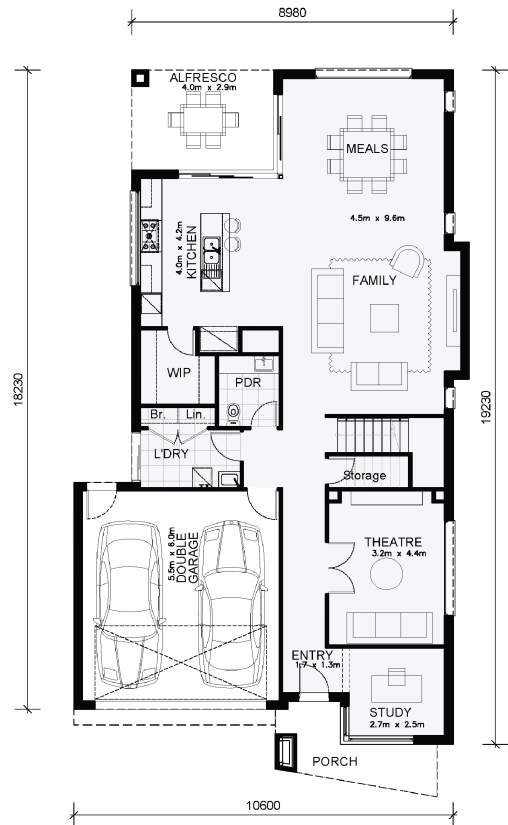 8980
ALFRESCO
4.0m x 2.9m
MEALS
4.5m x 9.6m
4.0m x 4.2m
KITCHEN
FAMILY
18230
19230
WIP
PDR
Br. Lin.
L'DRY
Storage
5.5m x 6.0m
DOUBLE
GARAGE
THEATRE
3.2m x 4.4m
ENTRY
1.7 x 1.3m
STUDY
2.7m x 2.5m
PORCH
10600